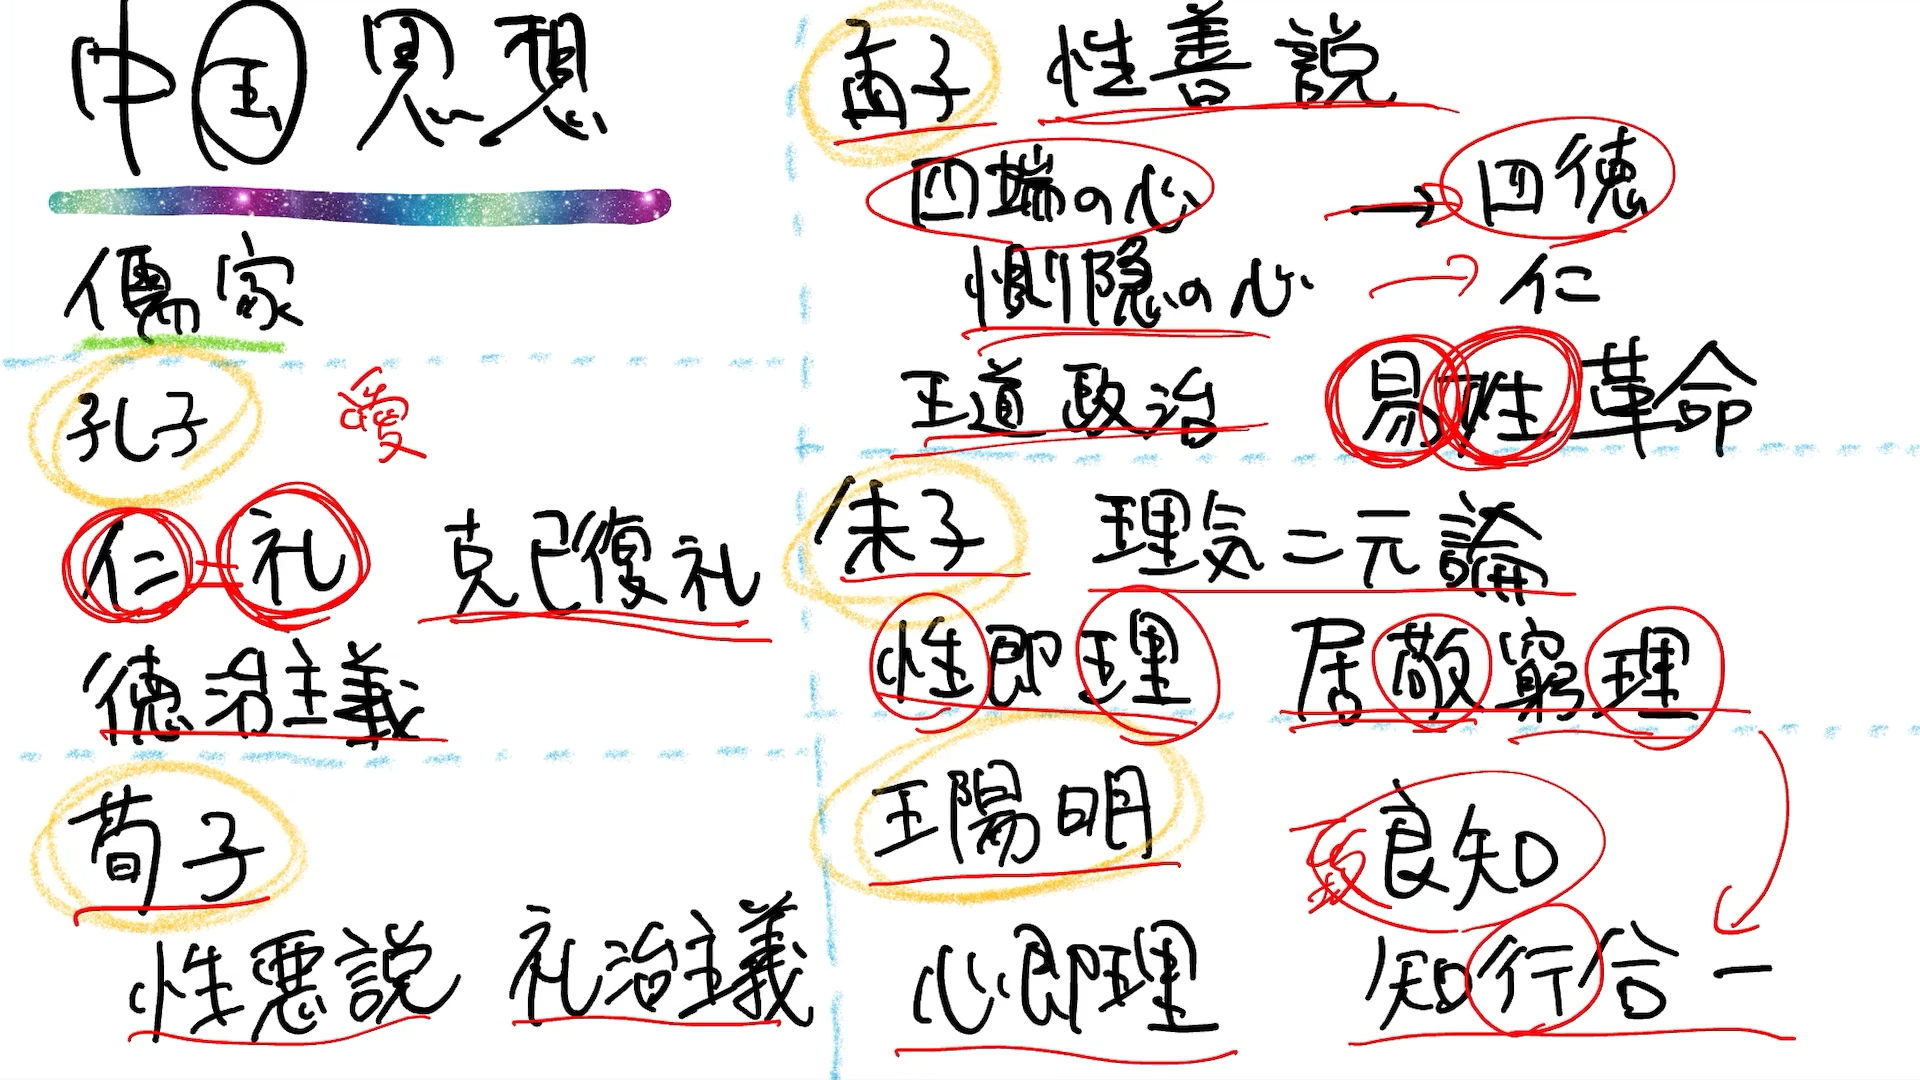 中国思想
儒家
孔子 愛
仁 礼 克己復礼
徳治主義
荀子
性悪説 礼治主義
孟子 性善説
四端の心 → 四徳
惻隠の心 → 仁
王道政治 易姓革命
朱子 理気二元論
性即理 居敬窮理
王陽明 致良知
心即理 知行合一